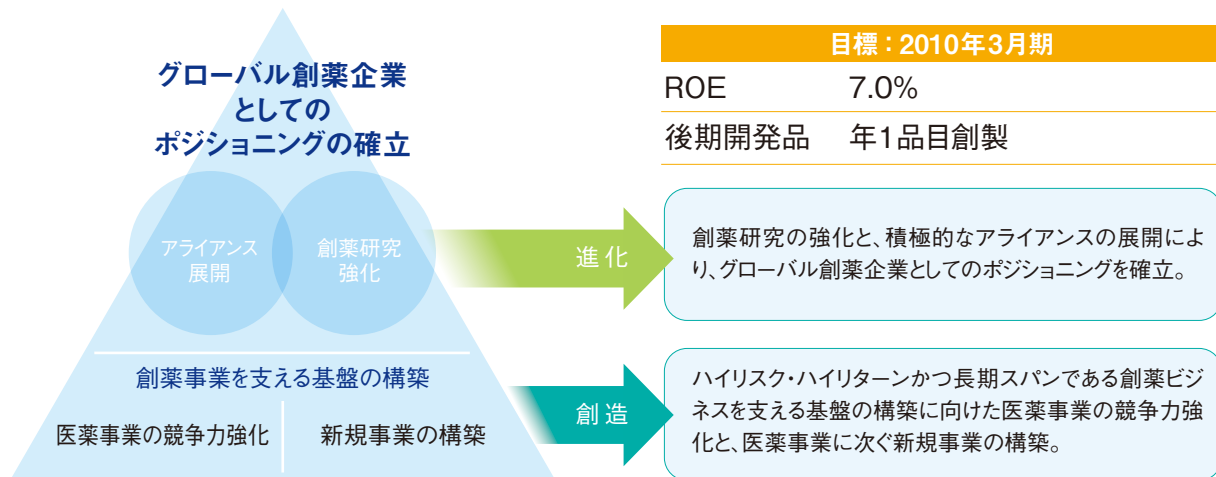 グローバル創薬企業
としての
ポジショニングの確立
アライアンス
展開
創薬研究
強化
創薬事業を支える基盤の構築
医薬事業の競争力強化
新規事業の構築
目標：2010年3月期
ROE 7.0%
後期開発品 年1品目創製
進化
創薬研究の強化と、積極的なアライアンスの展開によ
り、グローバル創薬企業としてのポジショニングを確立。
創造
ハイリスク・ハイリターンかつ長期スパンである創薬ビジ
ネスを支える基盤の構築に向けた医薬事業の競争力強
化と、医薬事業に次ぐ新規事業の構築。